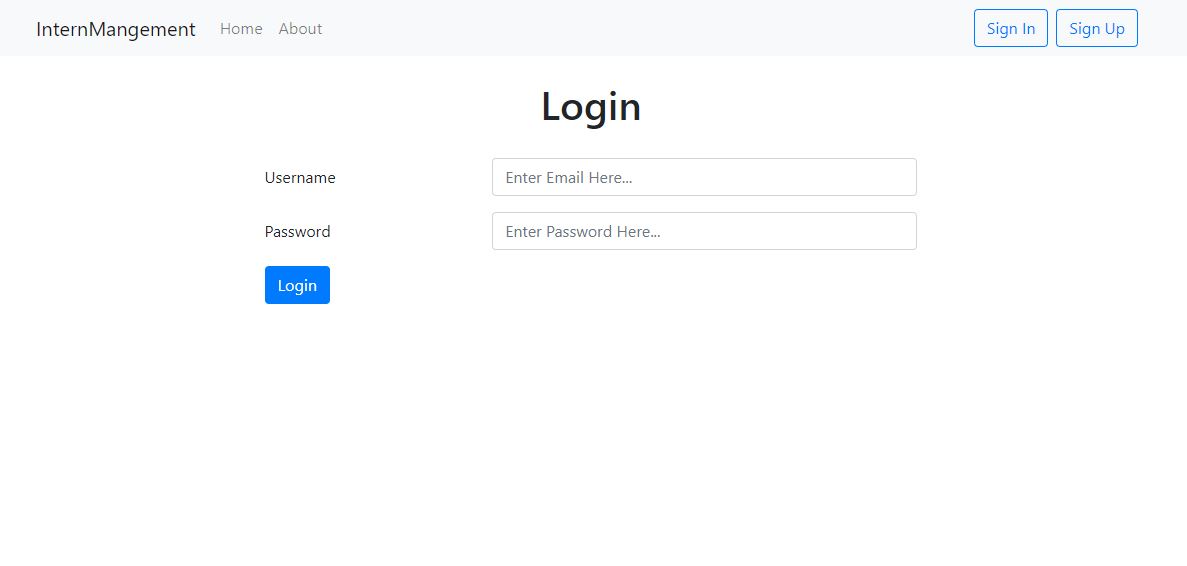 InternMangement Home About Sign In Sign Up
Login
Username Enter Email Here...
Password Enter Password Here...
Login